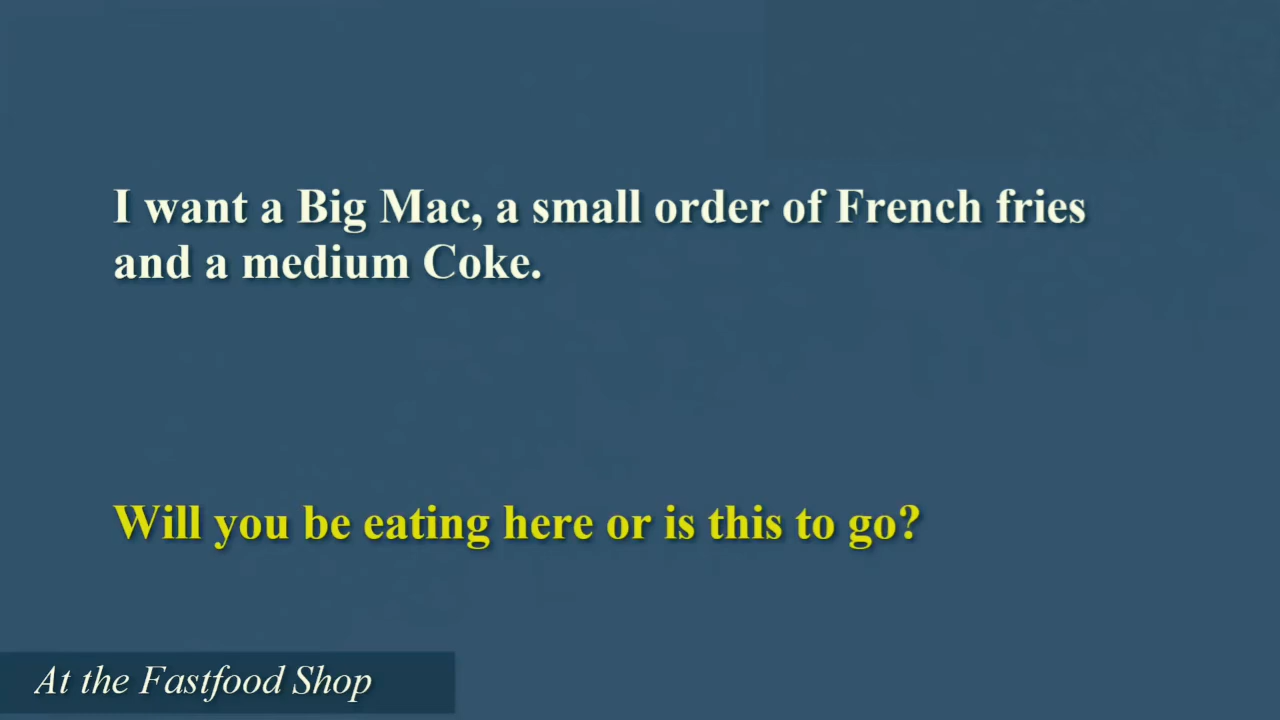 I want a Big Mac, a small order of French fries
and a medium Coke.
Will you be eating here or is this to go?
At the Fastfood Shop